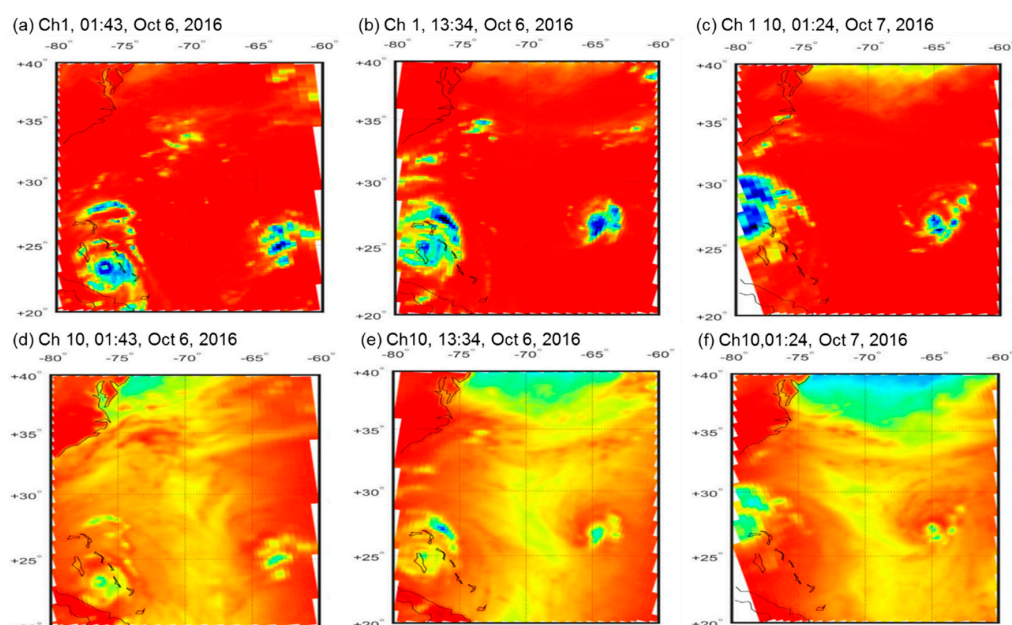 (a) Ch1, 01:43, Oct 6, 2016
(b) Ch 1, 13:34, Oct 6, 2016
(c) Ch 1 10, 01:24, Oct 7, 2016
-80° -75° -70° -65° -60°
-80° -75° -70° -65° -60°
-80° -70° -65° -60°
+40° +40° +40°
+35° +35° +35°
+30° +30° +30°
+25° +25° +25°
+20° +20° +20°
(d) Ch 10, 01:43, Oct 6, 2016
(e) Ch10, 13:34, Oct 6, 2016
(f) Ch10,01:24, Oct 7, 2016
-80° -75° -70° -65° -60°
-80° -75° -70° -65° -60°
-80° -75° -70° -65° -60°
+40° +40° +40°
+35° +35° +35°
+30° +30° +30°
+25° +25° +25°
+20° +20° +20°